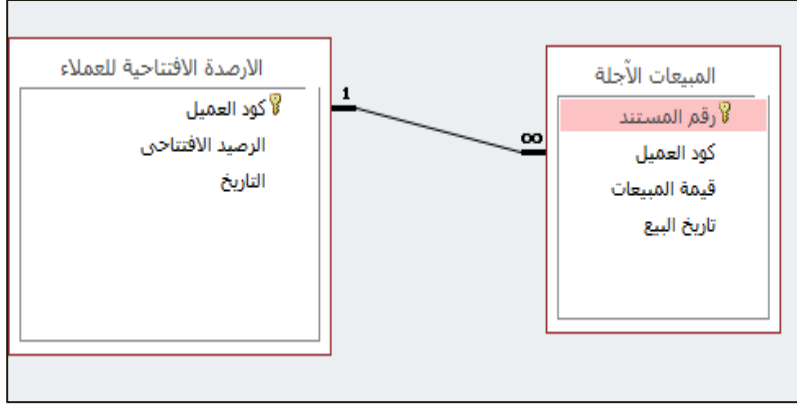 الارصدة الافتتاحية للعملاء
كود العميل
الرصيد الافتتاحى
التاريخ
1
∞
المبيعات الآجلة
رقم المستند
كود العميل
قيمة المبيعات
تاريخ البيع